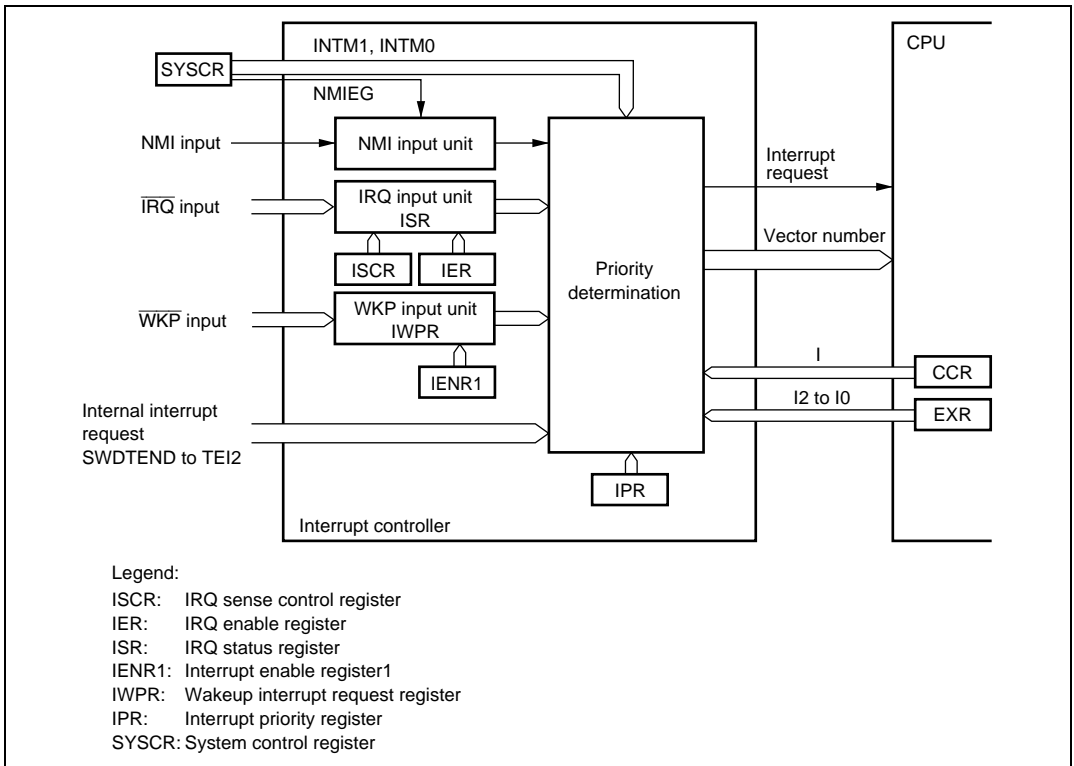 INTM1, INTM0
CPU
SYSCR
NMIEG
NMI input
NMI input unit
Interrupt
request
IRQ input
IRQ input unit
ISR
Vector number
ISCR
IER
Priority
determination
WKP input
WKP input unit
IWPR
I
CCR
IENR1
I2 to I0
EXR
Internal interrupt
request
SWDTEND to TEI2
IPR
Interrupt controller
Legend:
ISCR: IRQ sense control register
IER: IRQ enable register
ISR: IRQ status register
IENR1: Interrupt enable register1
IWPR: Wakeup interrupt request register
IPR: Interrupt priority register
SYSCR: System control register